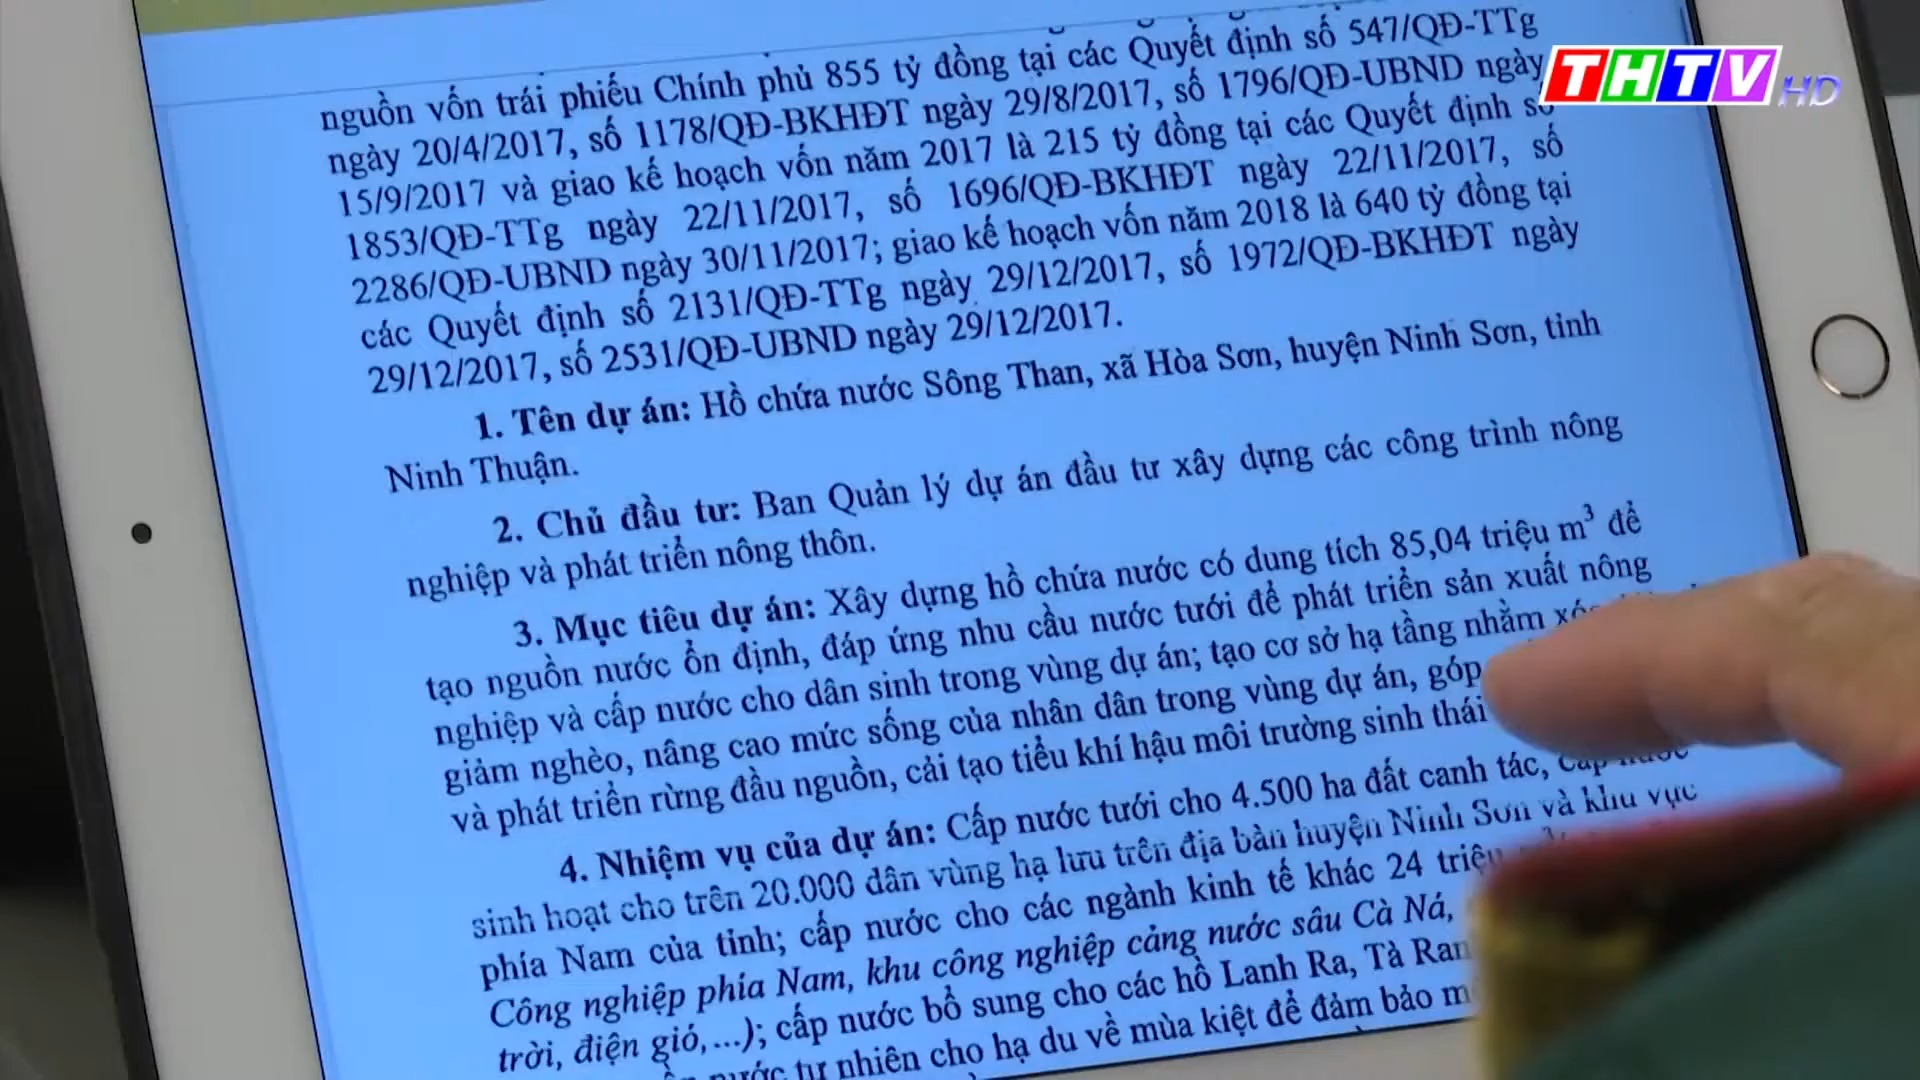 nguồn vốn trái phiếu Chính phủ 855 tỷ đồng tại các Quyết định số 547/QĐ-TTg
ngày 20/4/2017, số 1178/QĐ-BKHĐT ngày 29/8/2017, số 1796/QĐ-UBND ngày
15/9/2017 và giao kế hoạch vốn năm 2017 là 215 tỷ đồng tại các Quyết định số
1853/QĐ-TTg ngày 22/11/2017, số 1696/QĐ-BKHĐT ngày 22/11/2017, số
2286/QĐ-UBND ngày 30/11/2017; giao kế hoạch vốn năm 2018 là 640 tỷ đồng tại
các Quyết định số 2131/QĐ-TTg ngày 29/12/2017, số 1972/QĐ-BKHĐT ngày
29/12/2017, số 2531/QĐ-UBND ngày 29/12/2017.
1. Tên dự án: Hồ chứa nước Sông Than, xã Hòa Sơn, huyện Ninh Sơn, tỉnh
Ninh Thuận.
2. Chủ đầu tư: Ban Quản lý dự án đầu tư xây dựng các công trình nông
nghiệp và phát triển nông thôn.
3. Mục tiêu dự án: Xây dựng hồ chứa nước có dung tích 85,04 triệu m³ để
tạo nguồn nước ổn định, đáp ứng nhu cầu nước tưới để phát triển sản xuất nông
nghiệp và cấp nước cho dân sinh trong vùng dự án; tạo cơ sở hạ tầng nhằm
giảm nghèo, nâng cao mức sống của nhân dân trong vùng dự án, góp
và phát triển rừng đầu nguồn, cải tạo tiểu khí hậu môi trường sinh thái
4. Nhiệm vụ của dự án: Cấp nước tưới cho 4.500 ha đất canh tác, cấp nước
sinh hoạt cho trên 20.000 dân vùng hạ lưu trên địa bàn huyện Ninh Sơn và khu vực
phía Nam của tỉnh; cấp nước cho các ngành kinh tế khác 24 triệu
Công nghiệp phía Nam, khu công nghiệp cảng nước sâu Cà Ná,
trời, điện gió,...); cấp nước bổ sung cho các hồ Lanh Ra, Tà Ran
nước tự nhiên cho hạ du về mùa kiệt để đảm bảo
THTV HD